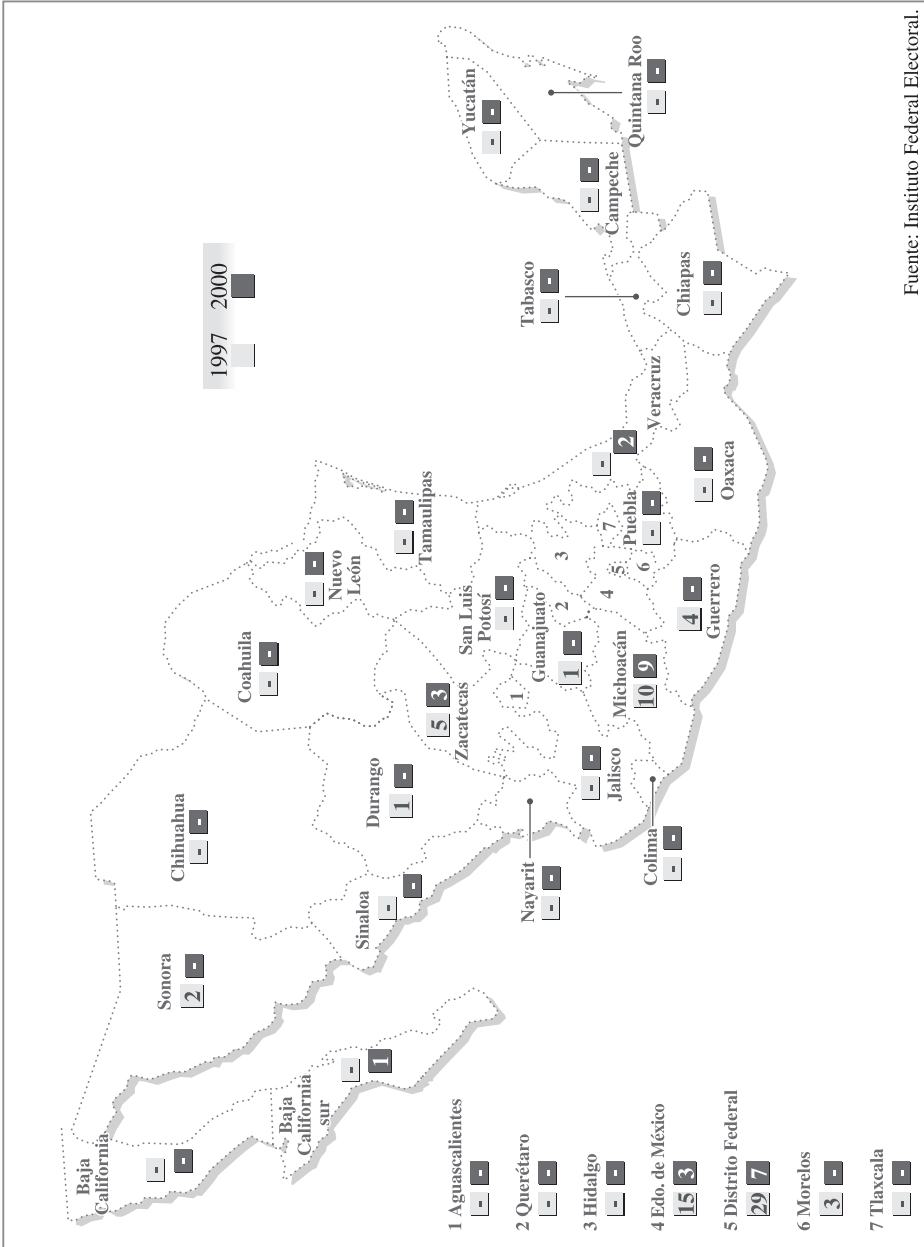 1997 2000
Baja
California
- -
Baja
California
sur
- 1
Sonora
2 -
Chihuahua
- -
Coahuila
- -
Nuevo
León
- -
Tamaulipas
- -
Sinaloa
- -
Durango
1 -
Zacatecas
5 3
San Luis
Potosí
- -
Nayarit
- -
Jalisco
- -
Colima
- -
Guanajuato
1 -
Michoacán
10 9
Guerrero
4 -
Puebla
- -
Veracruz
- 2
Oaxaca
- -
Tabasco
- -
Chiapas
- -
Campeche
- -
Yucatán
- -
Quintana Roo
- -
1
2
3
4
5
6
7
1 Aguascalientes
- -
2 Querétaro
- -
3 Hidalgo
- -
4 Edo. de México
15 3
5 Distrito Federal
29 7
6 Morelos
3 -
7 Tlaxcala
- -
Fuente: Instituto Federal Electoral.